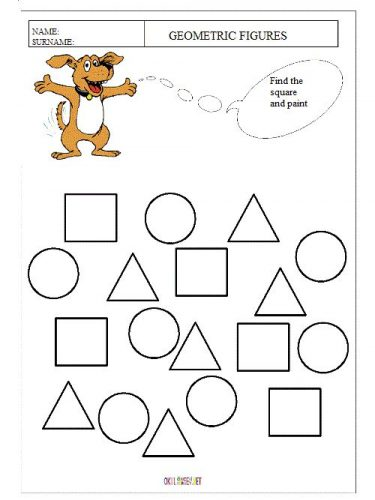 NAME:
SURNAME:
GEOMETRIC FIGURES
Find the
square
and paint